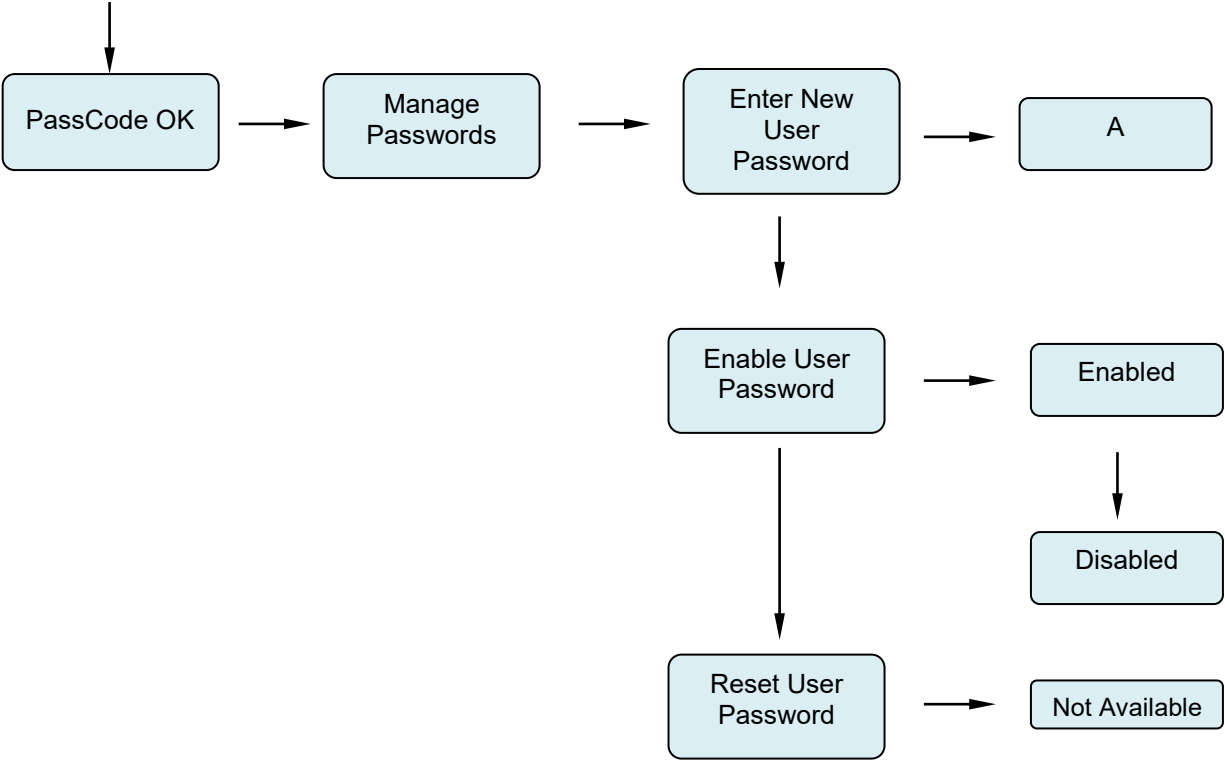 PassCode OK
Manage
Passwords
Enter New
User
Password
A
Enable User
Password
Enabled
Disabled
Reset User
Password
Not Available